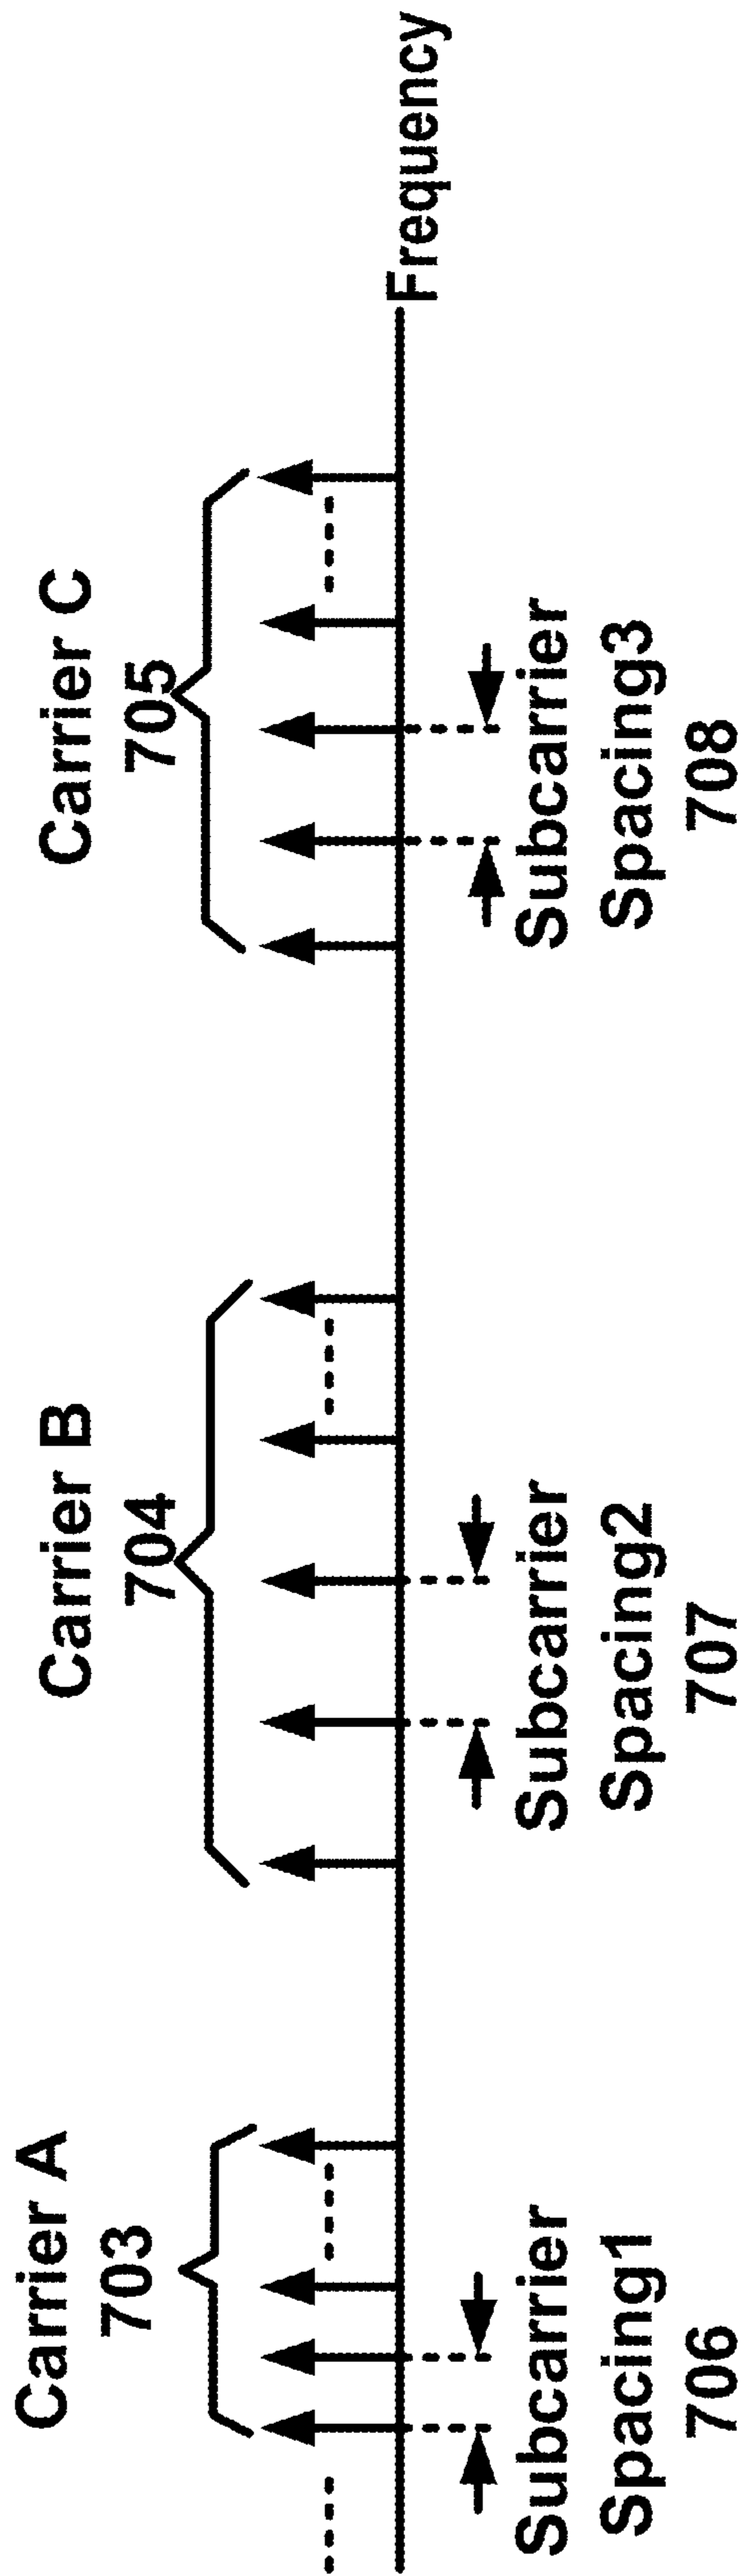 Carrier A
703
Carrier B
704
Carrier C
705
Frequency
Subcarrier
Spacing1
706
Subcarrier
Spacing2
707
Subcarrier
Spacing3
708